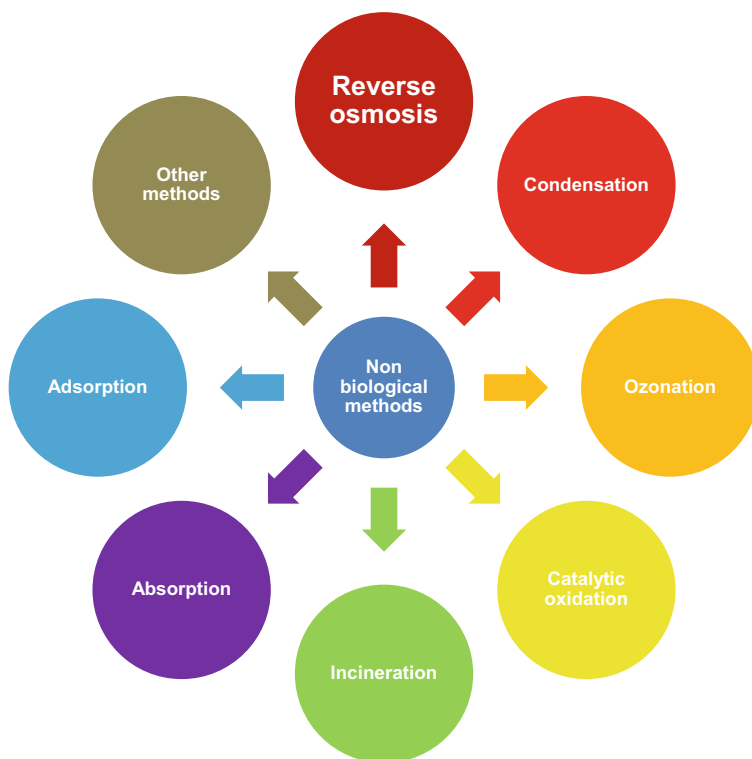 Reverse
osmosis
Condensation
Ozonation
Catalytic
oxidation
Incineration
Absorption
Adsorption
Other
methods
Non
biological
methods